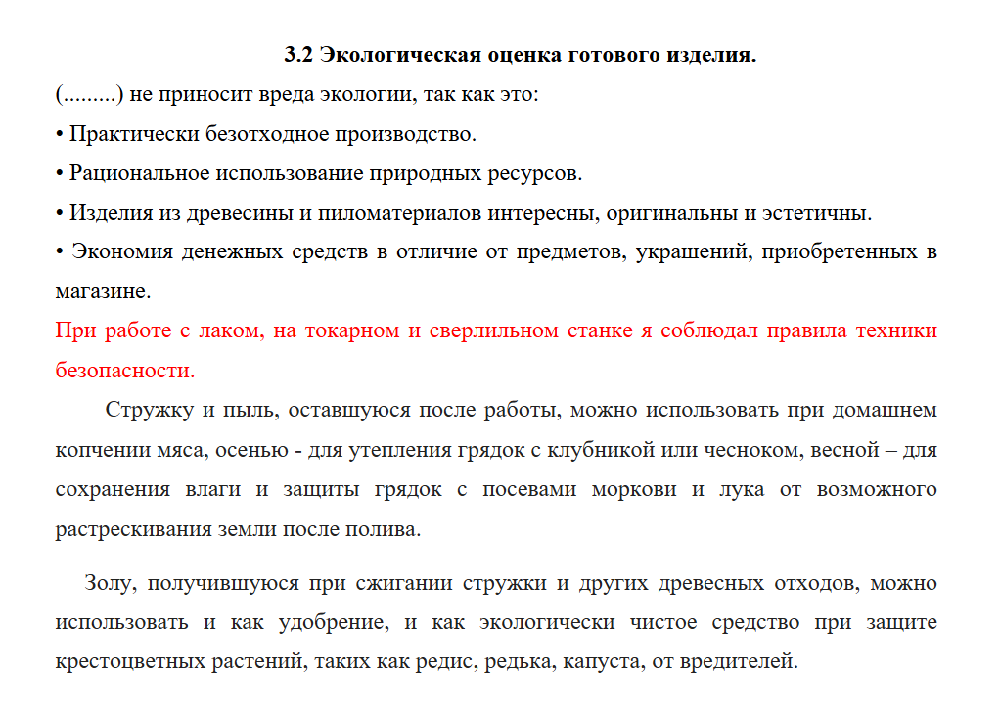 3.2 Экологическая оценка готового изделия.
(.........) не приносит вреда экологии, так как это:
• Практически безотходное производство.
• Рациональное использование природных ресурсов.
• Изделия из древесины и пиломатериалов интересны, оригинальны и эстетичны.
• Экономия денежных средств в отличие от предметов, украшений, приобретенных в
магазине.
При работе с лаком, на токарном и сверлильном станке я соблюдал правила техники
безопасности.
Стружку и пыль, оставшуюся после работы, можно использовать при домашнем
копчении мяса, осенью - для утепления грядок с клубникой или чесноком, весной – для
сохранения влаги и защиты грядок с посевами моркови и лука от возможного
растрескивания земли после полива.
Золу, получившуюся при сжигании стружки и других древесных отходов, можно
использовать и как удобрение, и как экологически чистое средство при защите
крестоцветных растений, таких как редис, редька, капуста, от вредителей.